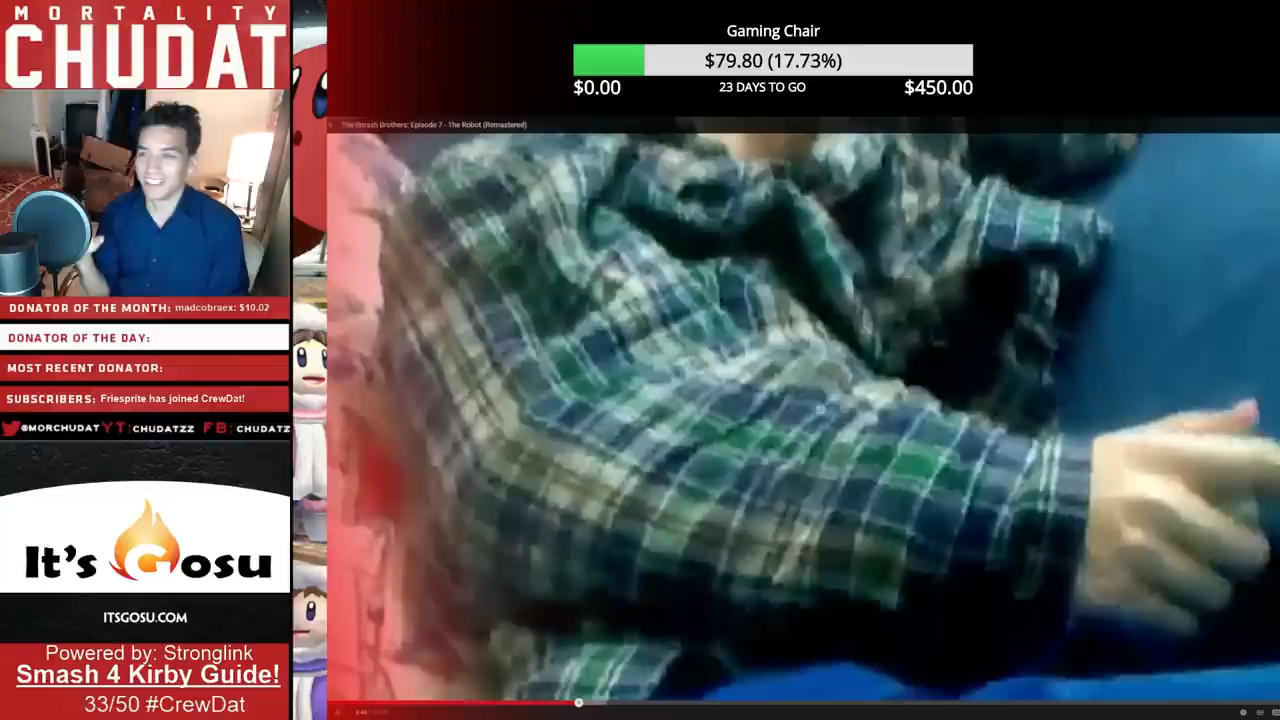 MORTALITY
CHUDAT
DONATOR OF THE MONTH: madcobraex: $10.02
DONATOR OF THE DAY:
MOST RECENT DONATOR:
SUBSCRIBERS: Friesprite has joined CrewDat!
@MORCHUDAT YT: CHUDATZZ FB: CHUDATZ
It's Gosu
ITSGOSU.COM
Powered by: Stronglink
Smash 4 Kirby Guide!
33/50 #CrewDat
Gaming Chair
$79.80 (17.73%)
$0.00 23 DAYS TO GO $450.00
The Smash Brothers: Episode 7 - The Robot (Remastered)